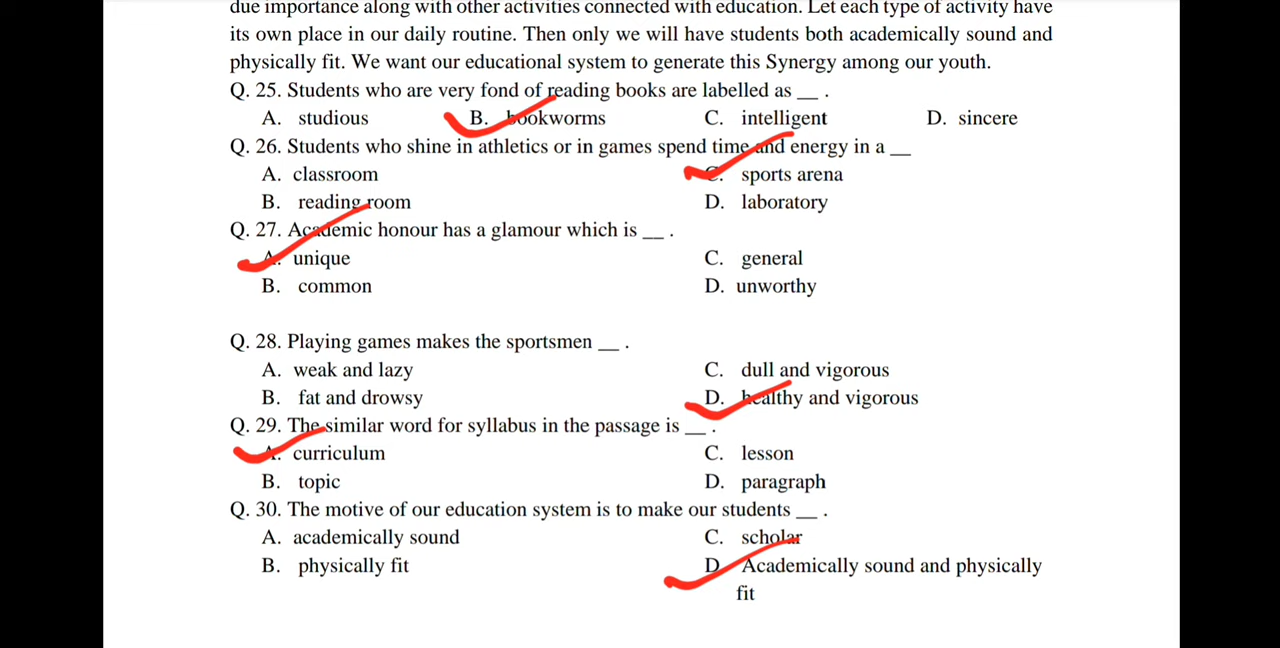 due importance along with other activities connected with education. Let each type of activity have
its own place in our daily routine. Then only we will have students both academically sound and
physically fit. We want our educational system to generate this Synergy among our youth.
Q. 25. Students who are very fond of reading books are labelled as __ .
A. studious B. bookworms C. intelligent D. sincere
Q. 26. Students who shine in athletics or in games spend time and energy in a __
A. classroom C. sports arena
B. reading room D. laboratory
Q. 27. Academic honour has a glamour which is __ .
A. unique C. general
B. common D. unworthy
Q. 28. Playing games makes the sportsmen __ .
A. weak and lazy C. dull and vigorous
B. fat and drowsy D. healthy and vigorous
Q. 29. The similar word for syllabus in the passage is __ .
A. curriculum C. lesson
B. topic D. paragraph
Q. 30. The motive of our education system is to make our students __ .
A. academically sound C. scholar
B. physically fit D. Academically sound and physically
fit